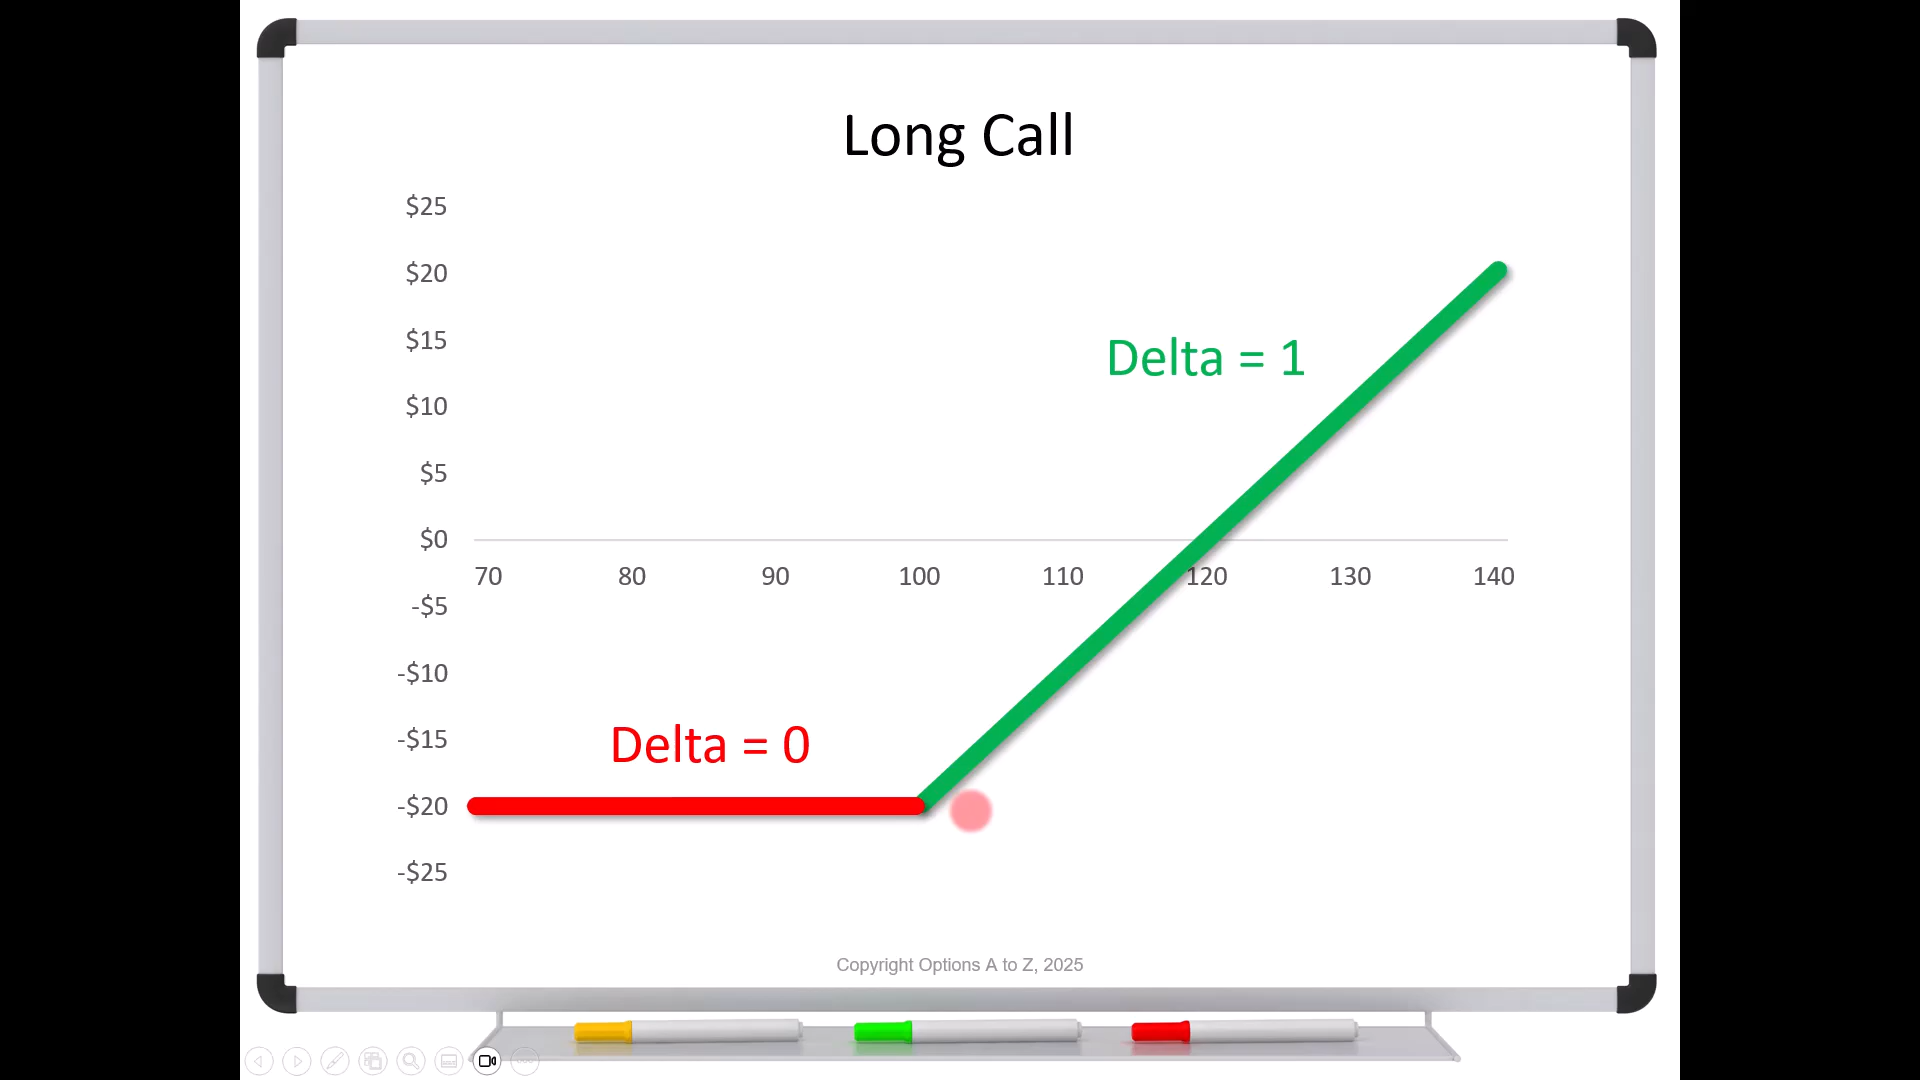 Long Call
$25
$20
$15
Delta = 1
$10
$5
$0
70 80 90 100 110 120 130 140
-$5
-$10
-$15
Delta = 0
-$20
-$25
Copyright Options A to Z, 2025